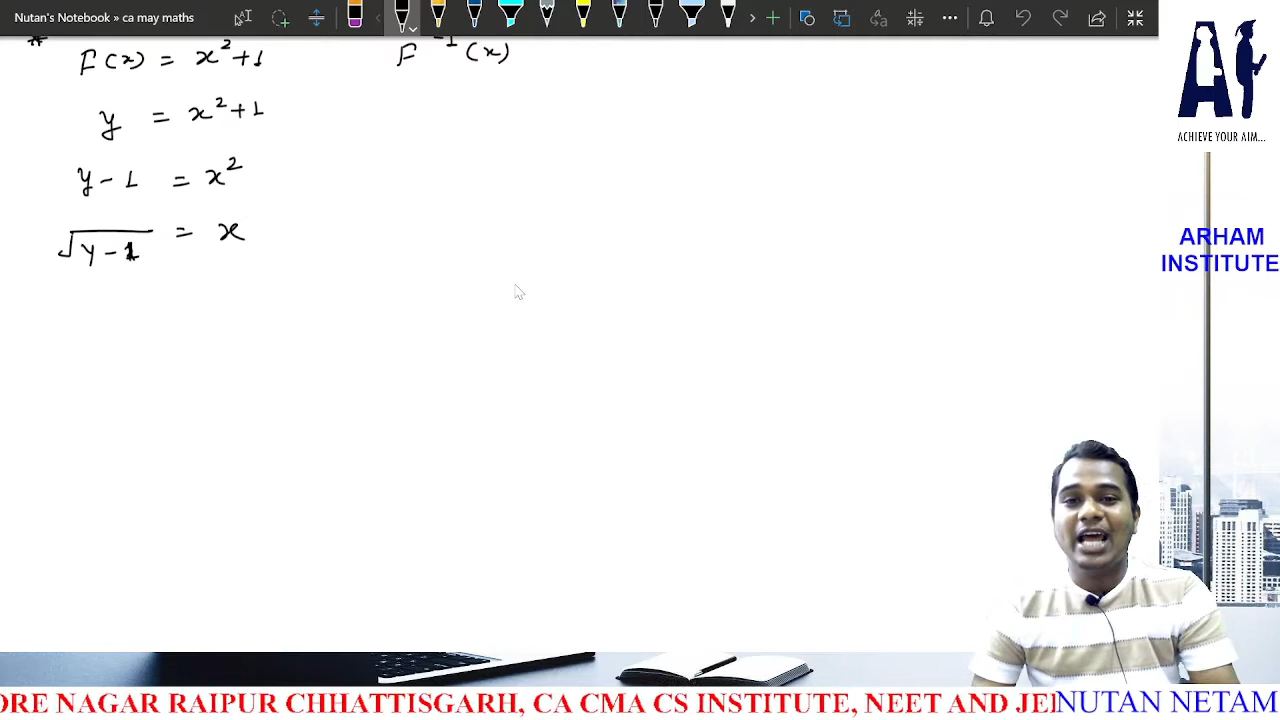 Nutan's Notebook » ca may maths
*
F(x) = x²+1
F⁻¹(x)
y = x²+1
y-1 = x²
√y-1 = x
AI
ACHIEVE YOUR AIM...
ARHAM
INSTITUTE
ORE NAGAR RAIPUR CHHATTISGARH, CA CMA CS INSTITUTE, NEET AND JE
NUTAN NETAM